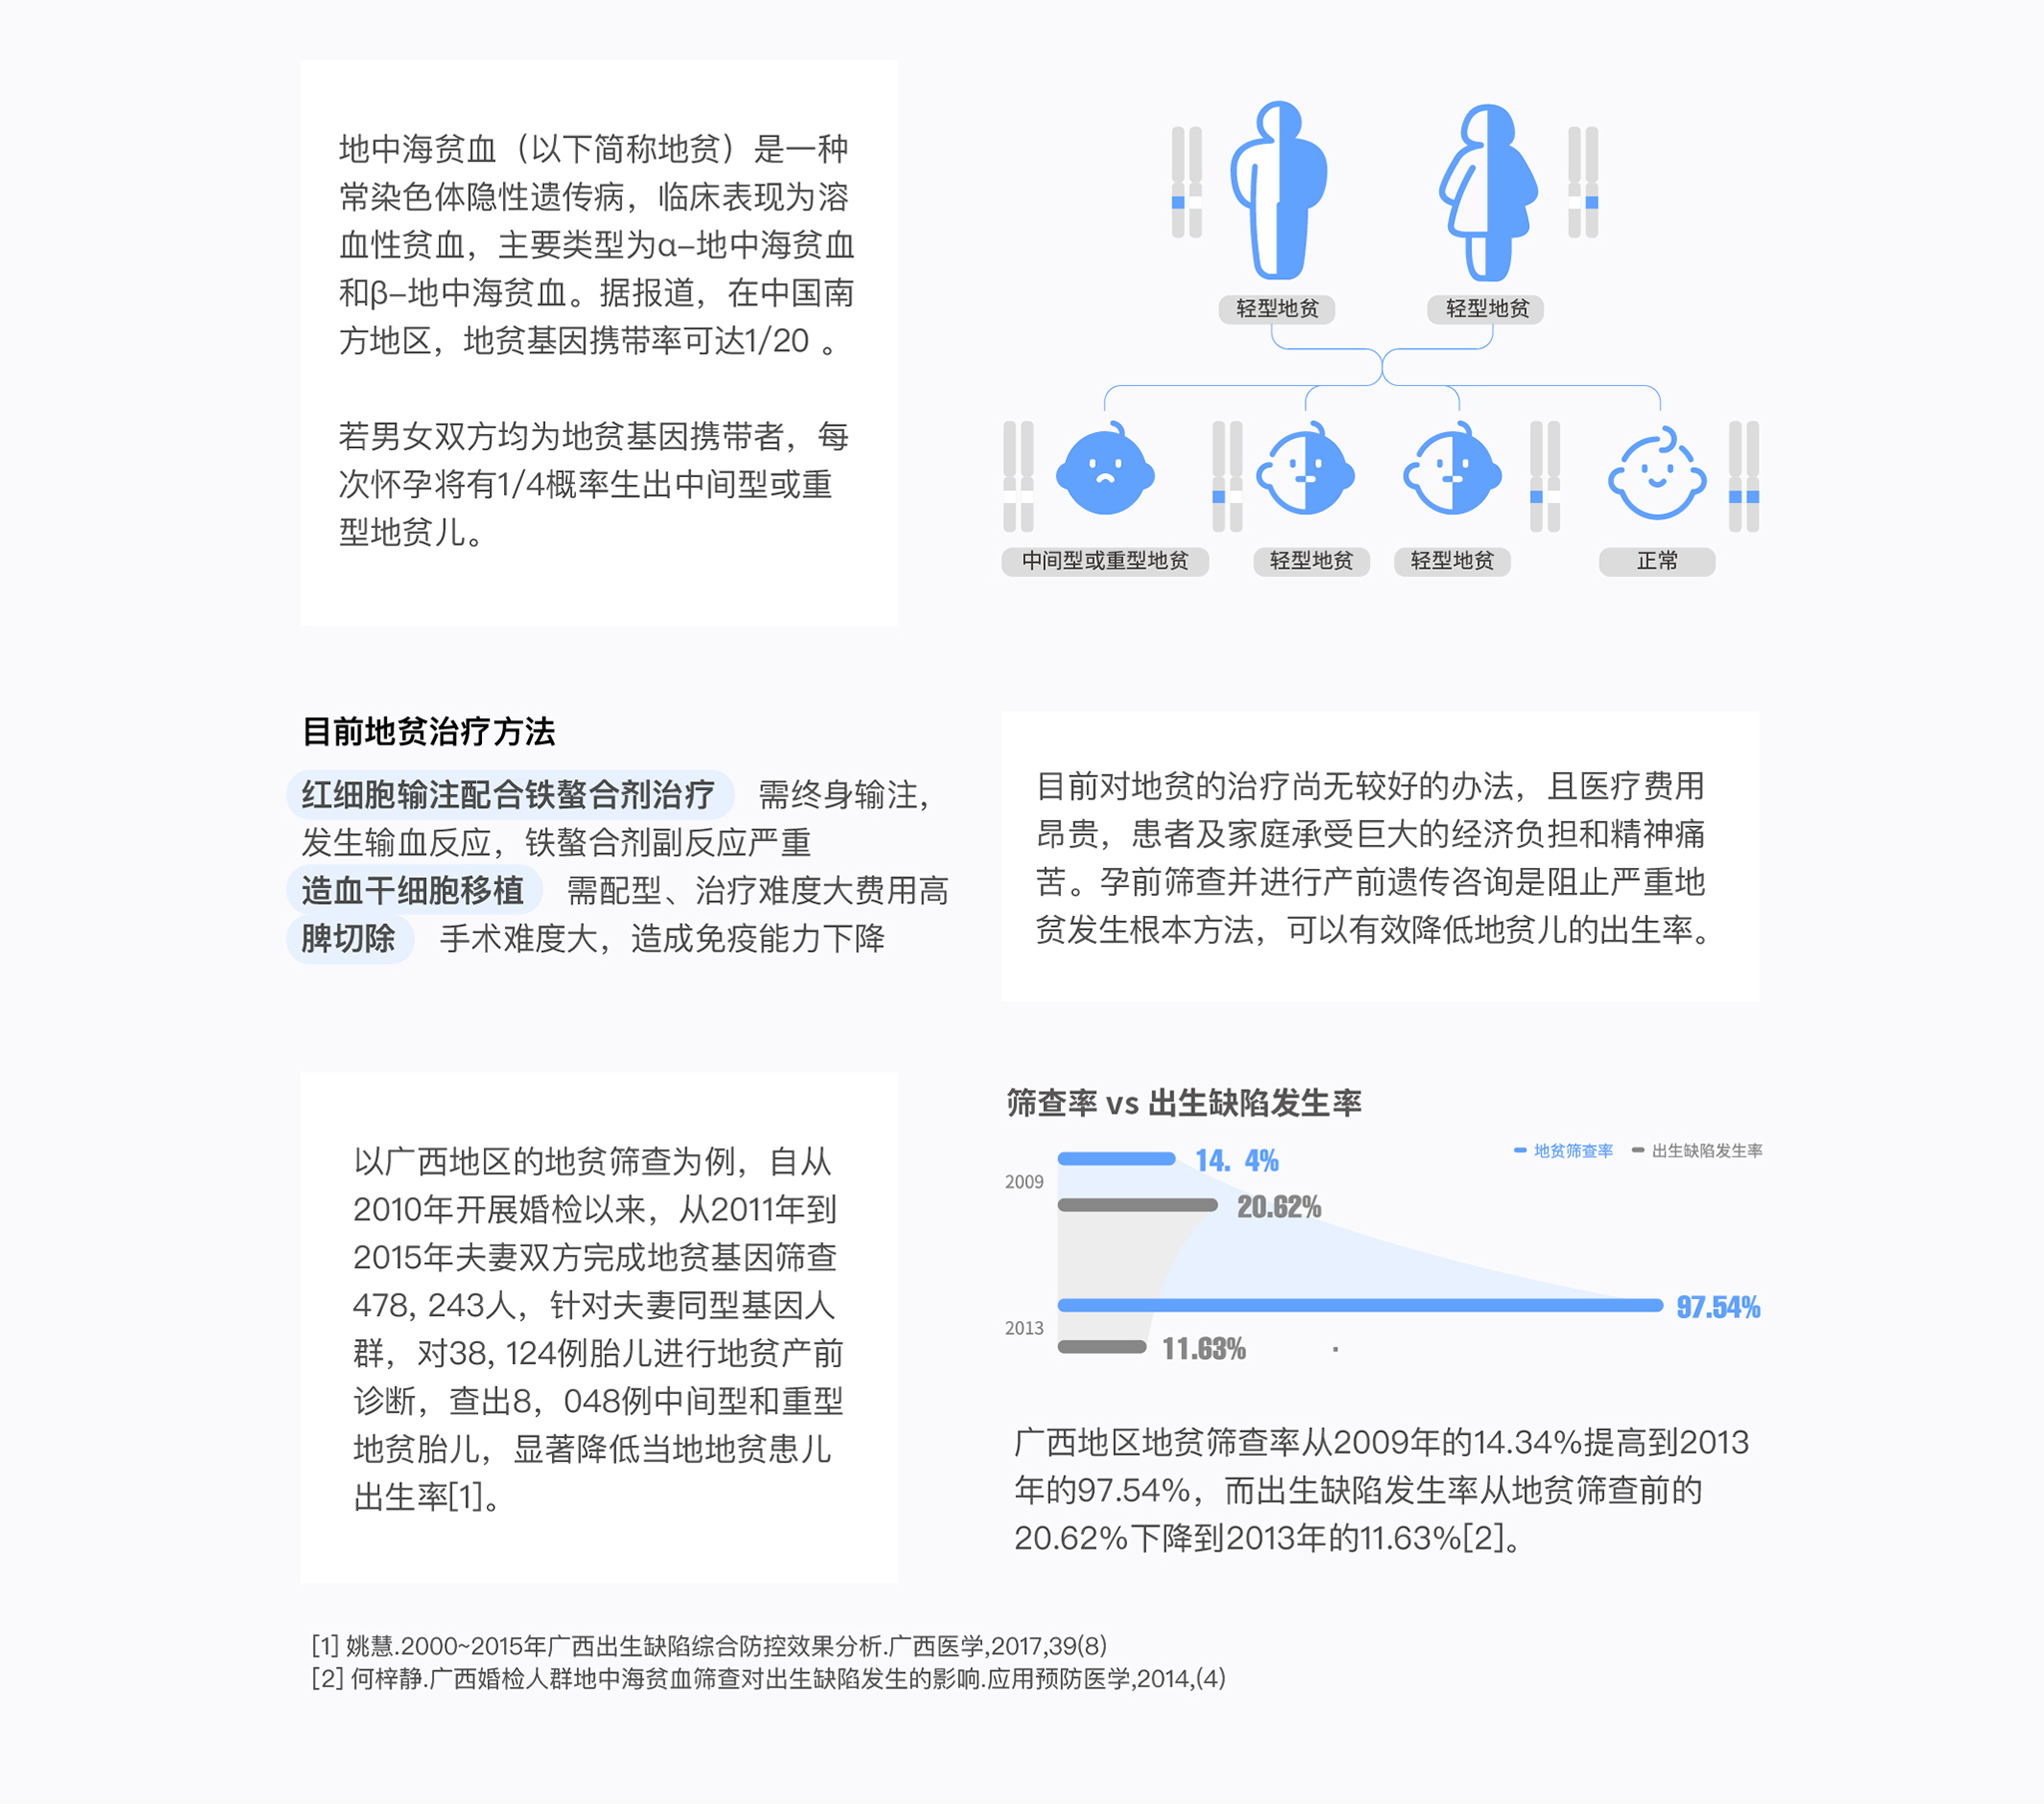 地中海贫血（以下简称地贫）是一种
常染色体隐性遗传病，临床表现为溶
血性贫血，主要类型为α-地中海贫血
和β-地中海贫血。据报道，在中国南
方地区，地贫基因携带率可达1/20 。
若男女双方均为地贫基因携带者，每
次怀孕将有1/4概率生出中间型或重
型地贫儿。
轻型地贫
轻型地贫
中间型或重型地贫
轻型地贫
轻型地贫
正常
目前地贫治疗方法
红细胞输注配合铁螯合剂治疗 需终身输注，
发生输血反应，铁螯合剂副反应严重
造血干细胞移植 需配型、治疗难度大费用高
脾切除 手术难度大，造成免疫能力下降
目前对地贫的治疗尚无较好的办法，且医疗费用
昂贵，患者及家庭承受巨大的经济负担和精神痛
苦。孕前筛查并进行产前遗传咨询是阻止严重地
贫发生根本方法，可以有效降低地贫儿的出生率。
以广西地区的地贫筛查为例，自从
2010年开展婚检以来，从2011年到
2015年夫妻双方完成地贫基因筛查
478, 243人，针对夫妻同型基因人
群，对38, 124例胎儿进行地贫产前
诊断，查出8，048例中间型和重型
地贫胎儿，显著降低当地地贫患儿
出生率[1]。
筛查率 vs 出生缺陷发生率
地贫筛查率 出生缺陷发生率
14. 4%
2009
20.62%
97.54%
2013
11.63%
广西地区地贫筛查率从2009年的14.34%提高到2013
年的97.54%，而出生缺陷发生率从地贫筛查前的
20.62%下降到2013年的11.63%[2]。
[1] 姚慧.2000~2015年广西出生缺陷综合防控效果分析.广西医学,2017,39(8)
[2] 何梓静.广西婚检人群地中海贫血筛查对出生缺陷发生的影响.应用预防医学,2014,(4)